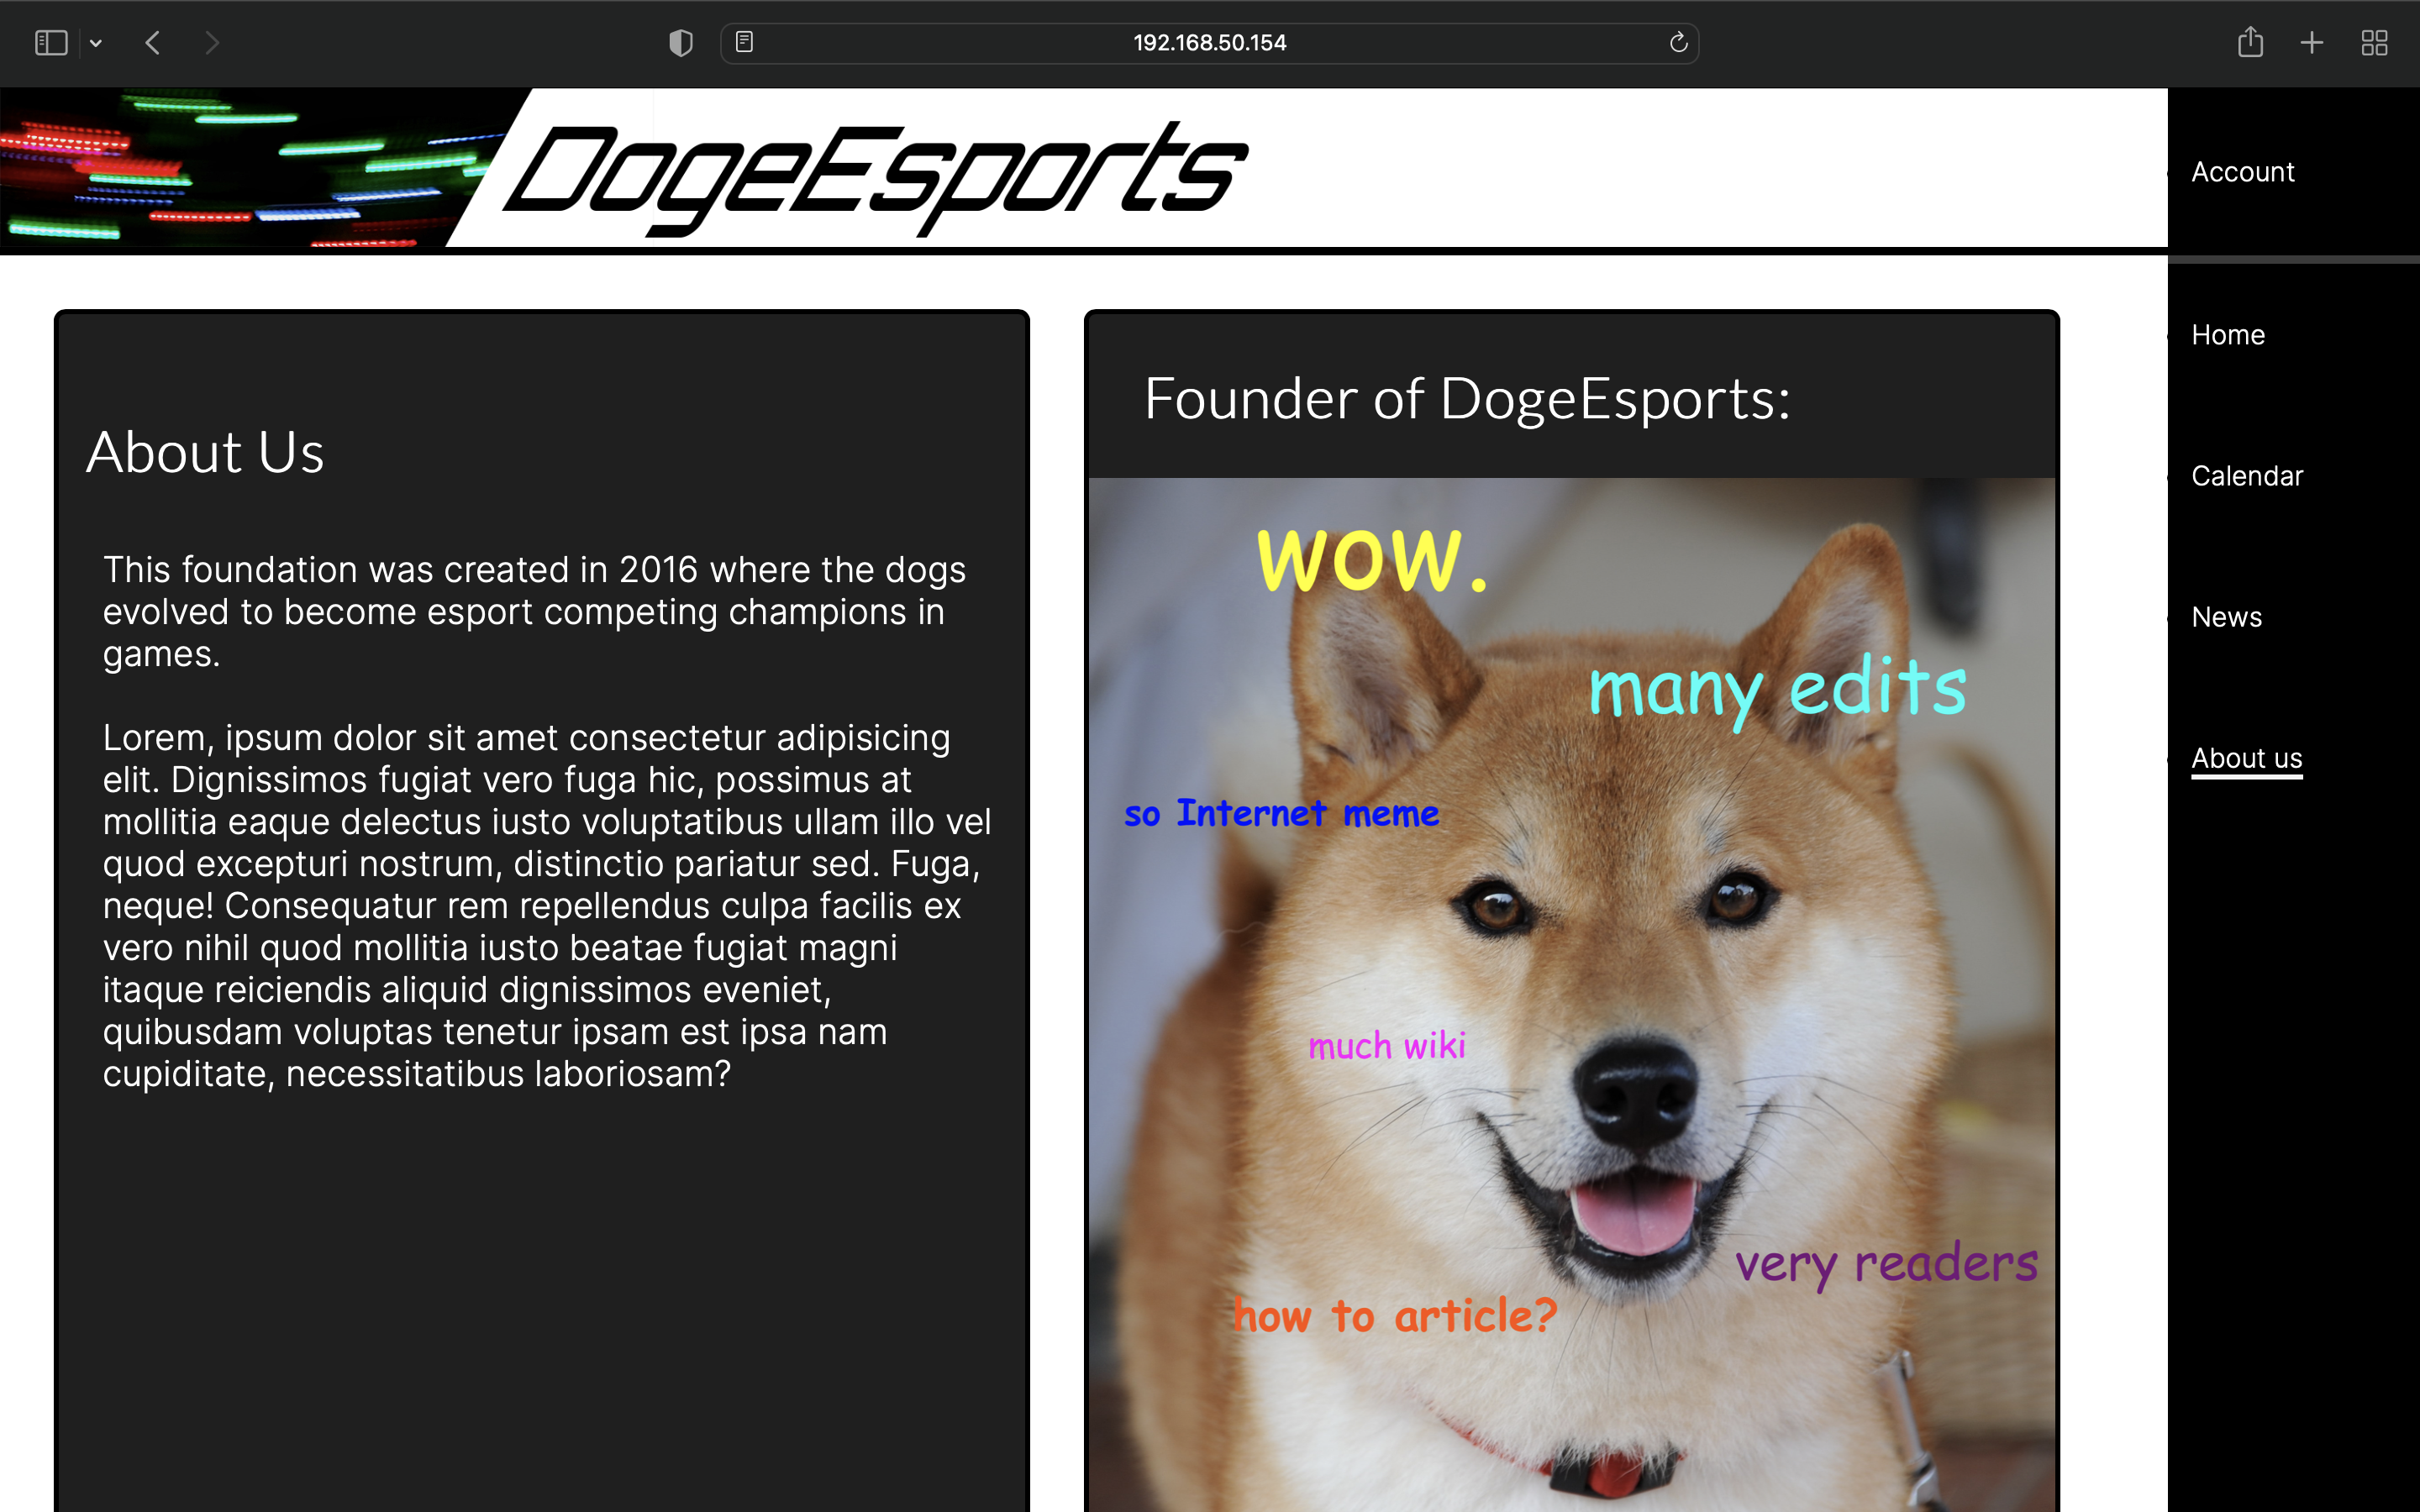 192.168.50.154
DogeEsports
Account
Home
Calendar
News
About us
About Us
This foundation was created in 2016 where the dogs
evolved to become esport competing champions in
games.
Lorem, ipsum dolor sit amet consectetur adipisicing
elit. Dignissimos fugiat vero fuga hic, possimus at
mollitia eaque delectus iusto voluptatibus ullam illo vel
quod excepturi nostrum, distinctio pariatur sed. Fuga,
neque! Consequatur rem repellendus culpa facilis ex
vero nihil quod mollitia iusto beatae fugiat magni
itaque reiciendis aliquid dignissimos eveniet,
quibusdam voluptas tenetur ipsam est ipsa nam
cupiditate, necessitatibus laboriosam?
Founder of DogeEsports:
wow.
many edits
so Internet meme
much wiki
very readers
how to article?